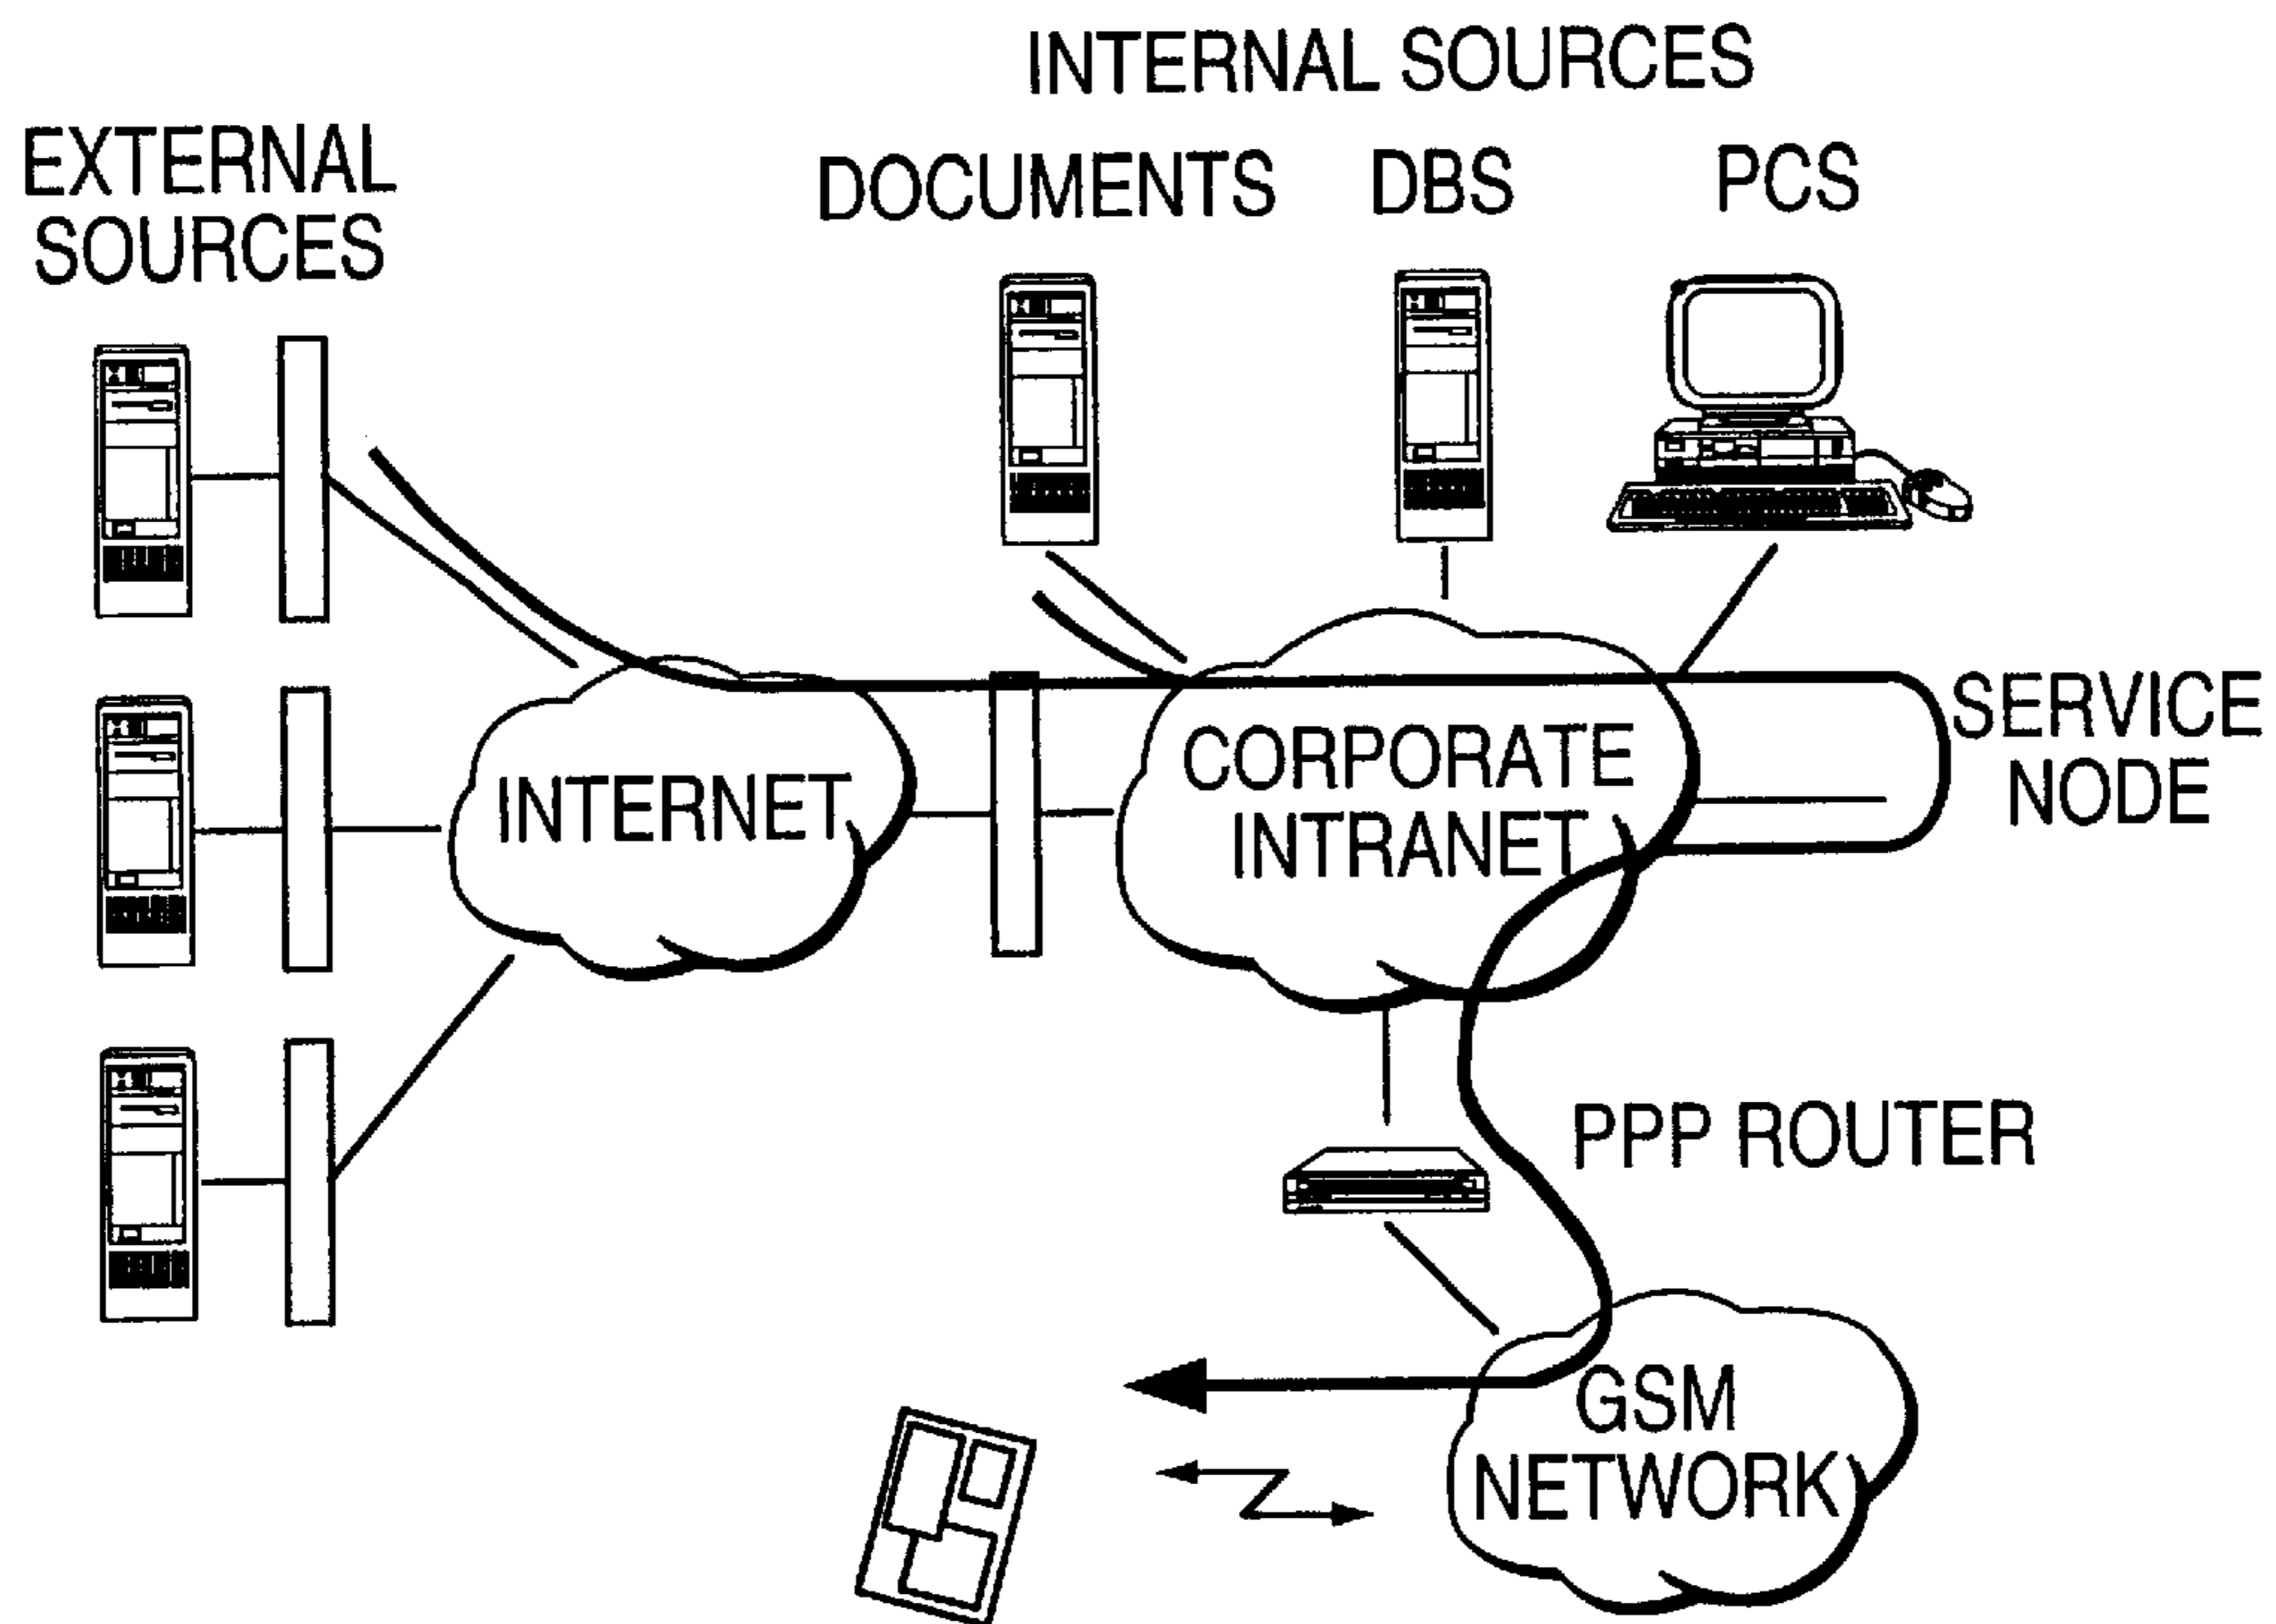 INTERNAL SOURCES
EXTERNAL
SOURCES
DOCUMENTS
DBS
PCS
INTERNET
CORPORATE
INTRANET
SERVICE
NODE
PPP ROUTER
GSM
NETWORK